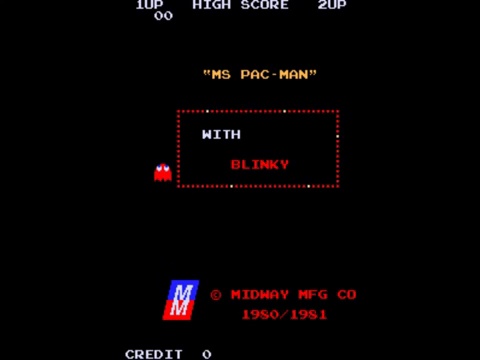 1UP HIGH SCORE 2UP
00
"MS PAC-MAN"
WITH
BLINKY
MM
© MIDWAY MFG CO
1980/1981
CREDIT 0